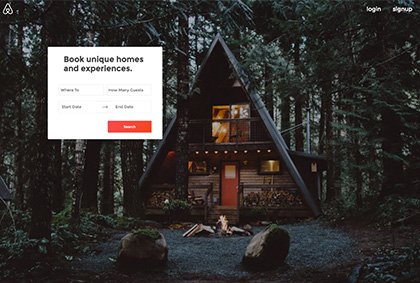 login signup
Book unique homes
and experiences.
Where To How Many Guests
Start Date → End Date
Search